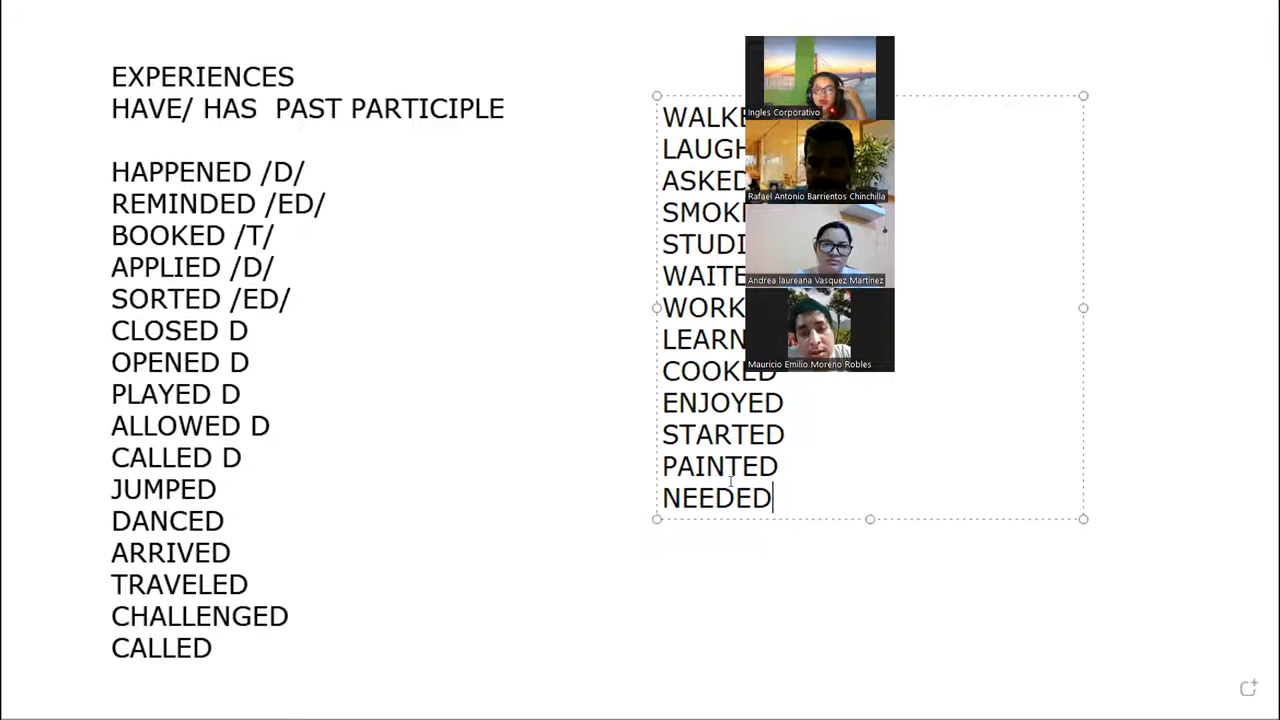 EXPERIENCES
HAVE/ HAS  PAST PARTICIPLE
HAPPENED /D/
REMINDED /ED/
BOOKED /T/
APPLIED /D/
SORTED /ED/
CLOSED D
OPENED D
PLAYED D
ALLOWED D
CALLED D
JUMPED
DANCED
ARRIVED
TRAVELED
CHALLENGED
CALLED
ASKED
COOKED
ENJOYED
STARTED
PAINTED
NEEDED
Ingles Corporativo
Rafael Antonio Barrientos Chinchilla
Andrea laureana Vasquez Martinez
Mauricio Emilio Moreno Robles